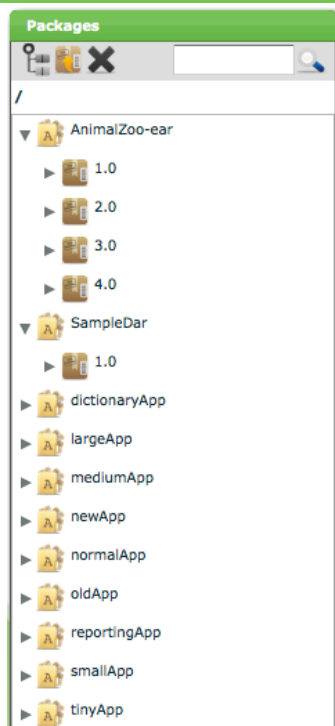 Packages
/
AnimalZoo-ear
1.0
2.0
3.0
4.0
SampleDar
1.0
dictionaryApp
largeApp
mediumApp
newApp
normalApp
oldApp
reportingApp
smallApp
tinyApp